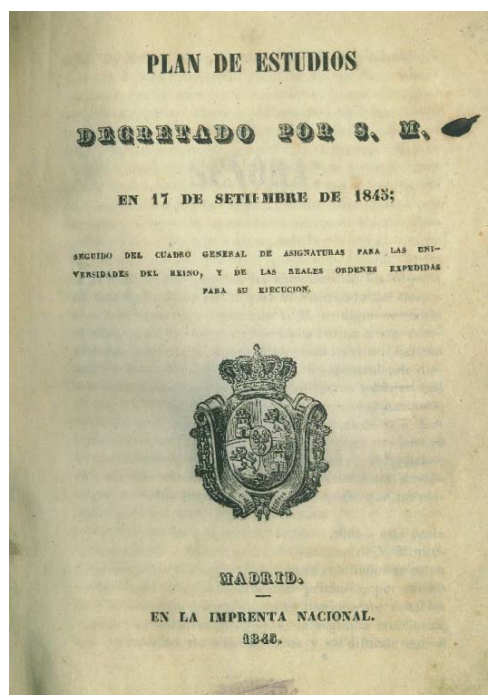 PLAN DE ESTUDIOS
DECRETADO POR S. M.
EN 17 DE SETIEMBRE DE 1845;
SEGUIDO DEL CUADRO GENERAL DE ASIGNATURAS PARA LAS UNI-
VERSIDADES DEL REINO, Y DE LAS REALES ORDENES EXPEDIDAS
PARA SU EJECUCION.
MADRID.
EN LA IMPRENTA NACIONAL.
1845.